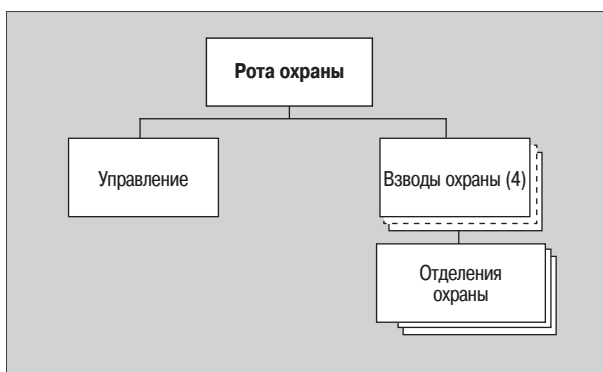 Рота охраны
Управление
Взводы охраны (4)
Отделения
охраны